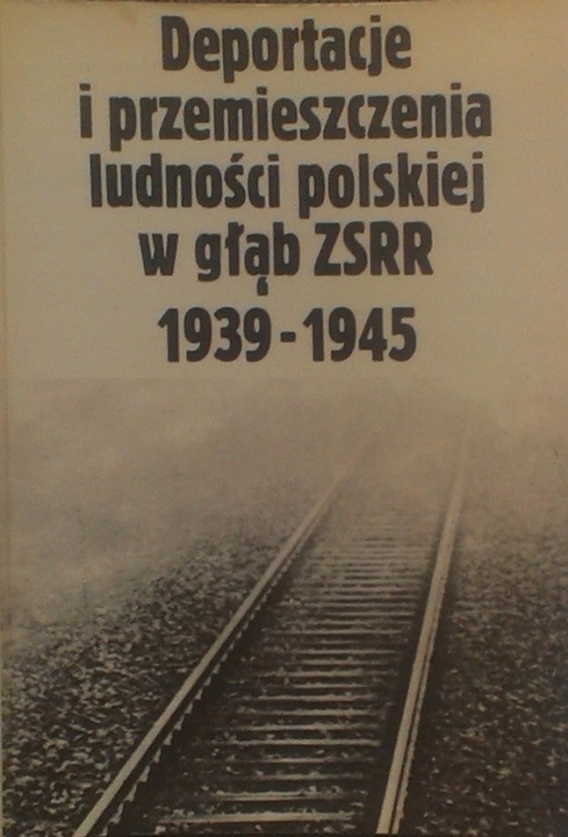 Deportacje
i przemieszczenia
ludności polskiej
w głąb ZSRR
1939-1945